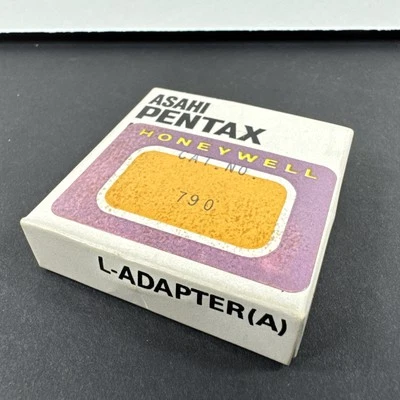 ASAHI
PENTAX
HONEYWELL
CAT. NO.
790
L-ADAPTER(A)